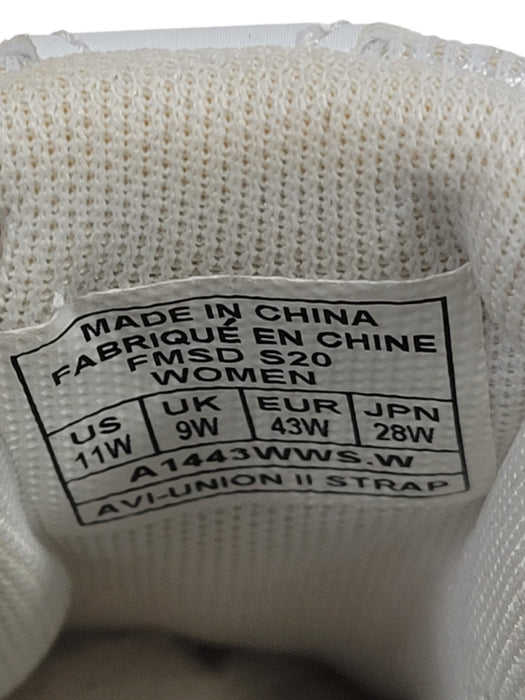 MADE IN CHINA
FABRIQUÉ EN CHINE
FMSD S20
WOMEN
US UK EUR JPN
11W 9W 43W 28W
A1443WWS.W
AVI-UNION II STRAP